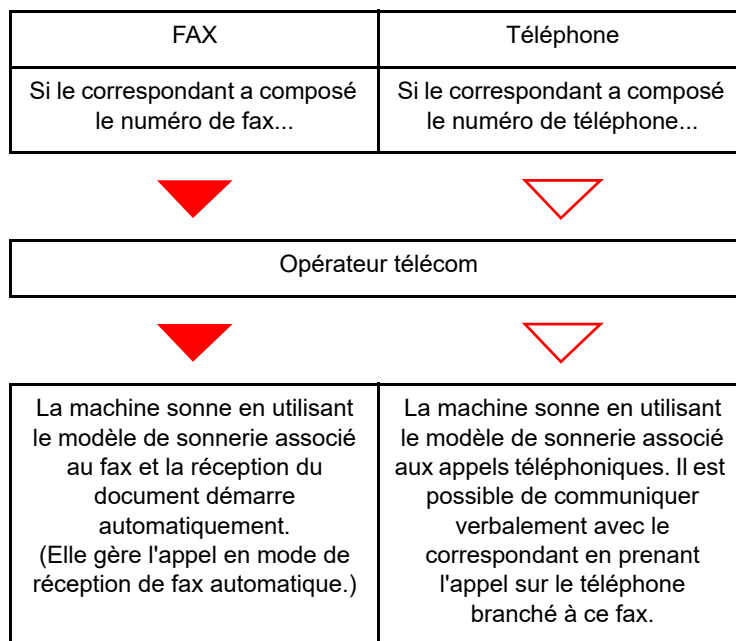 FAX
Téléphone
Si le correspondant a composé
le numéro de fax...
Si le correspondant a composé
le numéro de téléphone...
Opérateur télécom
La machine sonne en utilisant
le modèle de sonnerie associé
au fax et la réception du
document démarre
automatiquement.
(Elle gère l'appel en mode de
réception de fax automatique.)
La machine sonne en utilisant
le modèle de sonnerie associé
aux appels téléphoniques. Il est
possible de communiquer
verbalement avec le
correspondant en prenant
l'appel sur le téléphone
branché à ce fax.